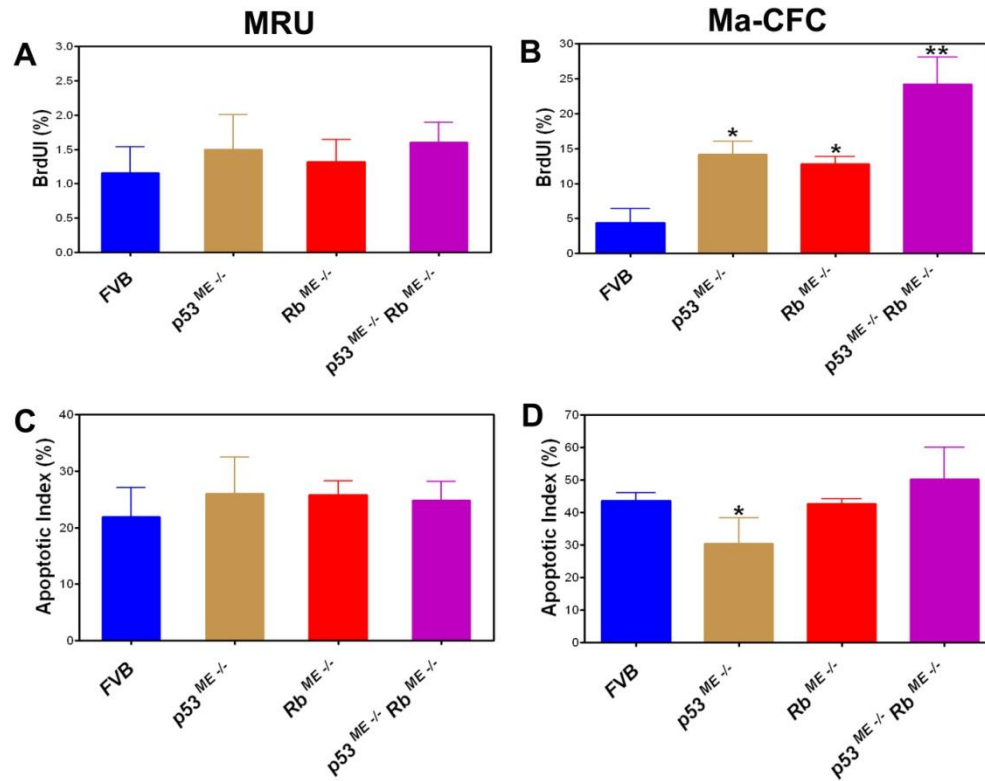 MRU
Ma-CFC
A
BrdUI (%)
3.0
2.5
2.0
1.5
1.0
0.5
0.0
FVB
p53 ME -/-
Rb ME -/-
p53 ME -/- Rb ME -/-
B
BrdUI (%)
30
25
20
15
10
5
0
*
*
**
FVB
p53 ME -/-
Rb ME -/-
p53 ME -/- Rb ME -/-
C
Apoptotic Index (%)
40
30
20
10
0
FVB
p53 ME -/-
Rb ME -/-
p53 ME -/- Rb ME -/-
D
Apoptotic Index (%)
70
60
50
40
30
20
10
0
*
FVB
p53 ME -/-
Rb ME -/-
p53 ME -/- Rb ME -/-